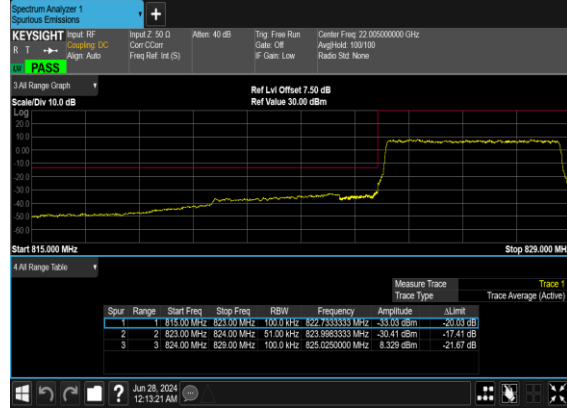 Spectrum Analyzer 1
Spurious Emissions
KEYSIGHT Input: RF Input Z: 50 Ω Atten: 40 dB Trig: Free Run Center Freq: 22.005000000 GHz
R T Coupling: DC Corr CCorr Gate: Off Avg|Hold: 100/100
Align: Auto Freq Ref: Int (S) IF Gain: Low Radio Std: None
LW PASS
3 All Range Graph
Ref Lvl Offset 7.50 dB
Scale/Div 10.0 dB Ref Value 30.00 dBm
Log
20.0
10.0
0.00
-10.0
-20.0
-30.0
-40.0
-50.0
-60.0
Start 815.000 MHz Stop 829.000 MH
4 All Range Table
Measure Trace Trace 1
Trace Type Trace Average (Active)
Spur Range Start Freq Stop Freq RBW Frequency Amplitude ΔLimit
1 1 815.00 MHz 823.00 MHz 100.0 kHz 822.7333333 MHz -33.03 dBm -20.03 dB
2 2 823.00 MHz 824.00 MHz 51.00 kHz 823.9983333 MHz -30.41 dBm -17.41 dB
3 3 824.00 MHz 829.00 MHz 100.0 kHz 825.0250000 MHz 8.329 dBm -21.67 dB
? Jun 28, 2024
12:13:21 AM